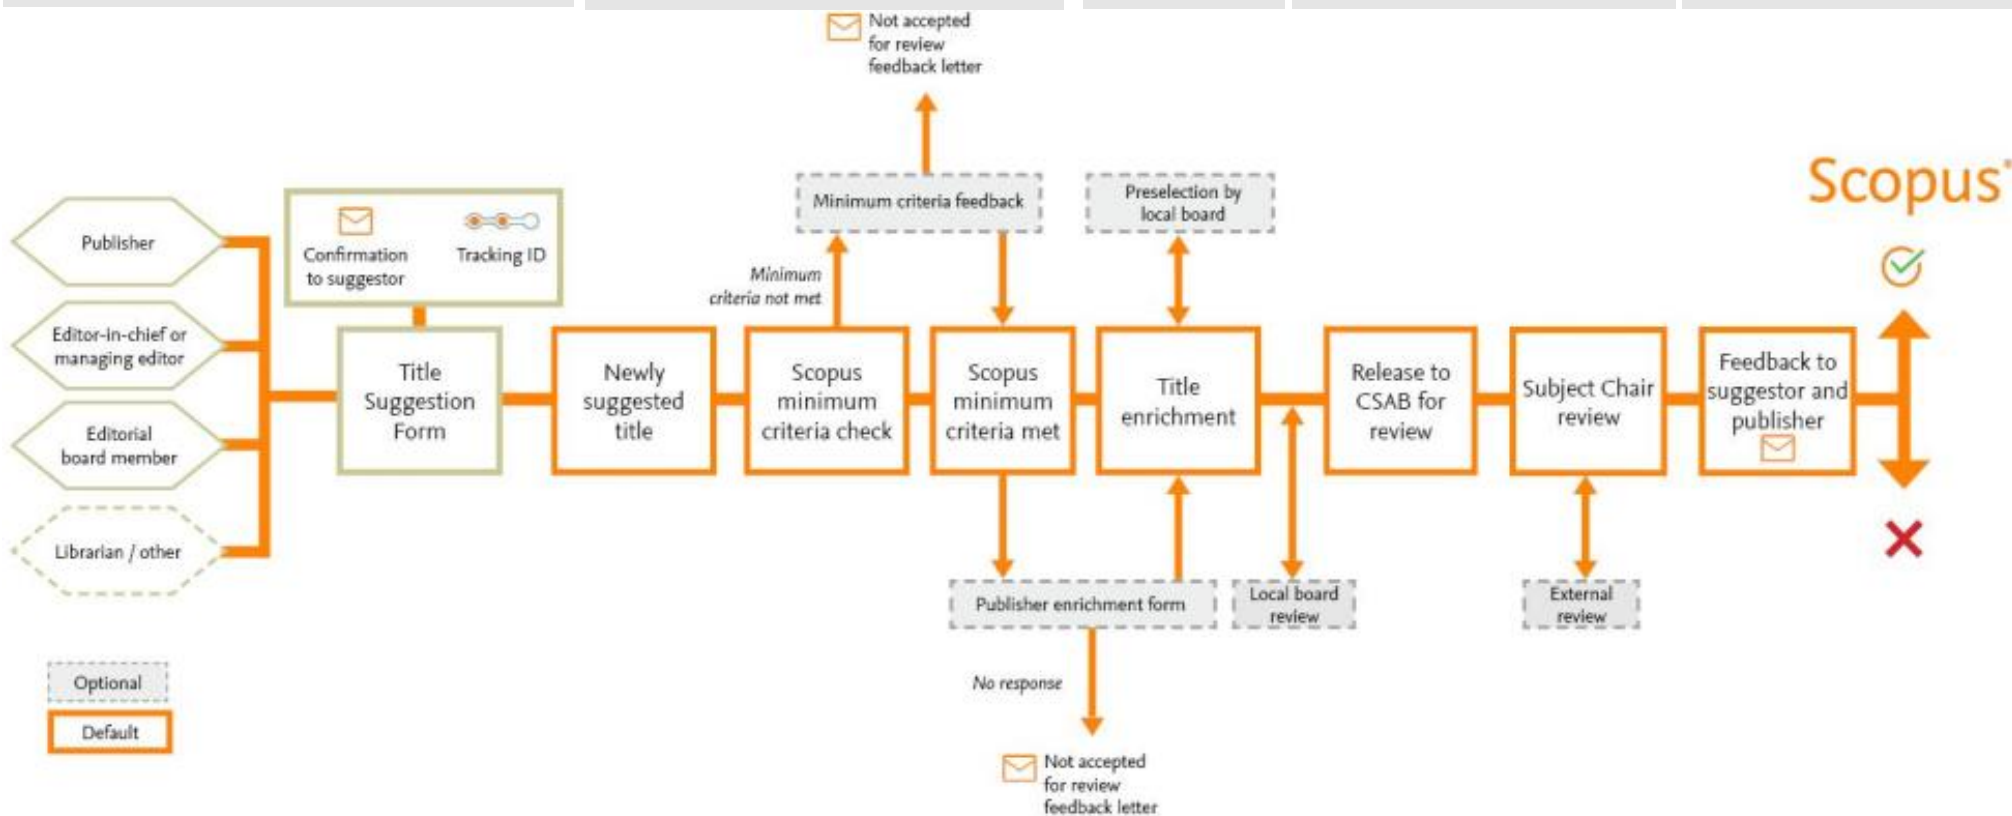 Not accepted
for review
feedback letter
Scopus®
Minimum criteria feedback
Preselection by
local board
Publisher
Confirmation
to suggestor
Tracking ID
Minimum
criteria not met
Editor-in-chief or
managing editor
Editorial
board member
Librarian / other
Title
Suggestion
Form
Newly
suggested
title
Scopus
minimum
criteria check
Scopus
minimum
criteria met
Title
enrichment
Release to
CSAB for
review
Subject Chair
review
Feedback to
suggestor and
publisher
Publisher enrichment form
Local board
review
External
review
No response
Not accepted
for review
feedback letter
Optional
Default